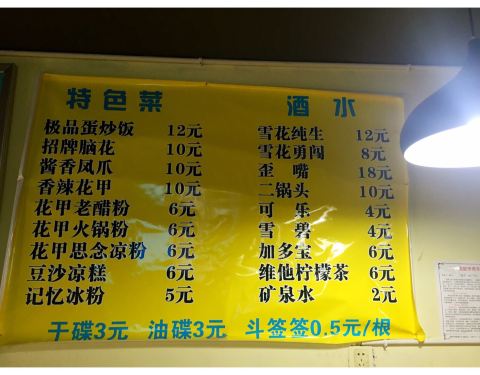 特色菜
极品蛋炒饭 12元
招牌脑花 10元
酱香凤爪 10元
香辣花甲 10元
花甲老醋粉 6元
花甲火锅粉 6元
花甲思念凉粉 6元
豆沙凉糕 6元
记忆冰粉 5元
酒水
雪花纯生 12元
雪花勇闯 8元
歪嘴 18元
二锅头 10元
可乐 4元
雪碧 4元
加多宝 6元
维他柠檬茶 6元
矿泉水 2元
干碟3元 油碟3元 斗签签0.5元/根